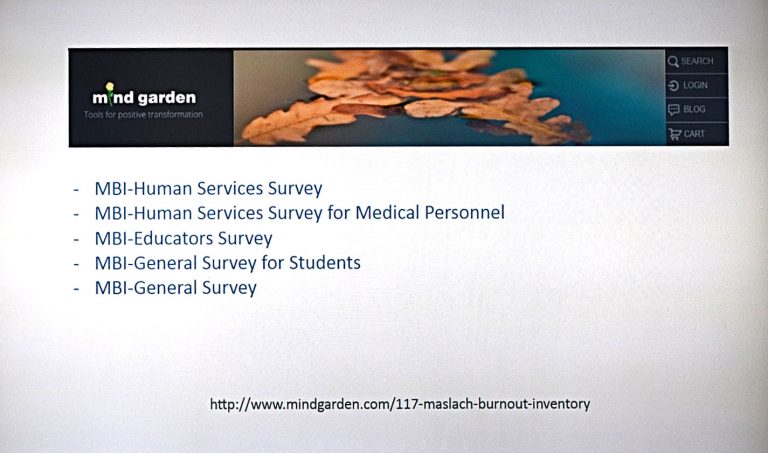 mind garden
Tools for positive transformation
SEARCH
LOGIN
BLOG
CART
- MBI-Human Services Survey
- MBI-Human Services Survey for Medical Personnel
- MBI-Educators Survey
- MBI-General Survey for Students
- MBI-General Survey
http://www.mindgarden.com/117-maslach-burnout-inventory